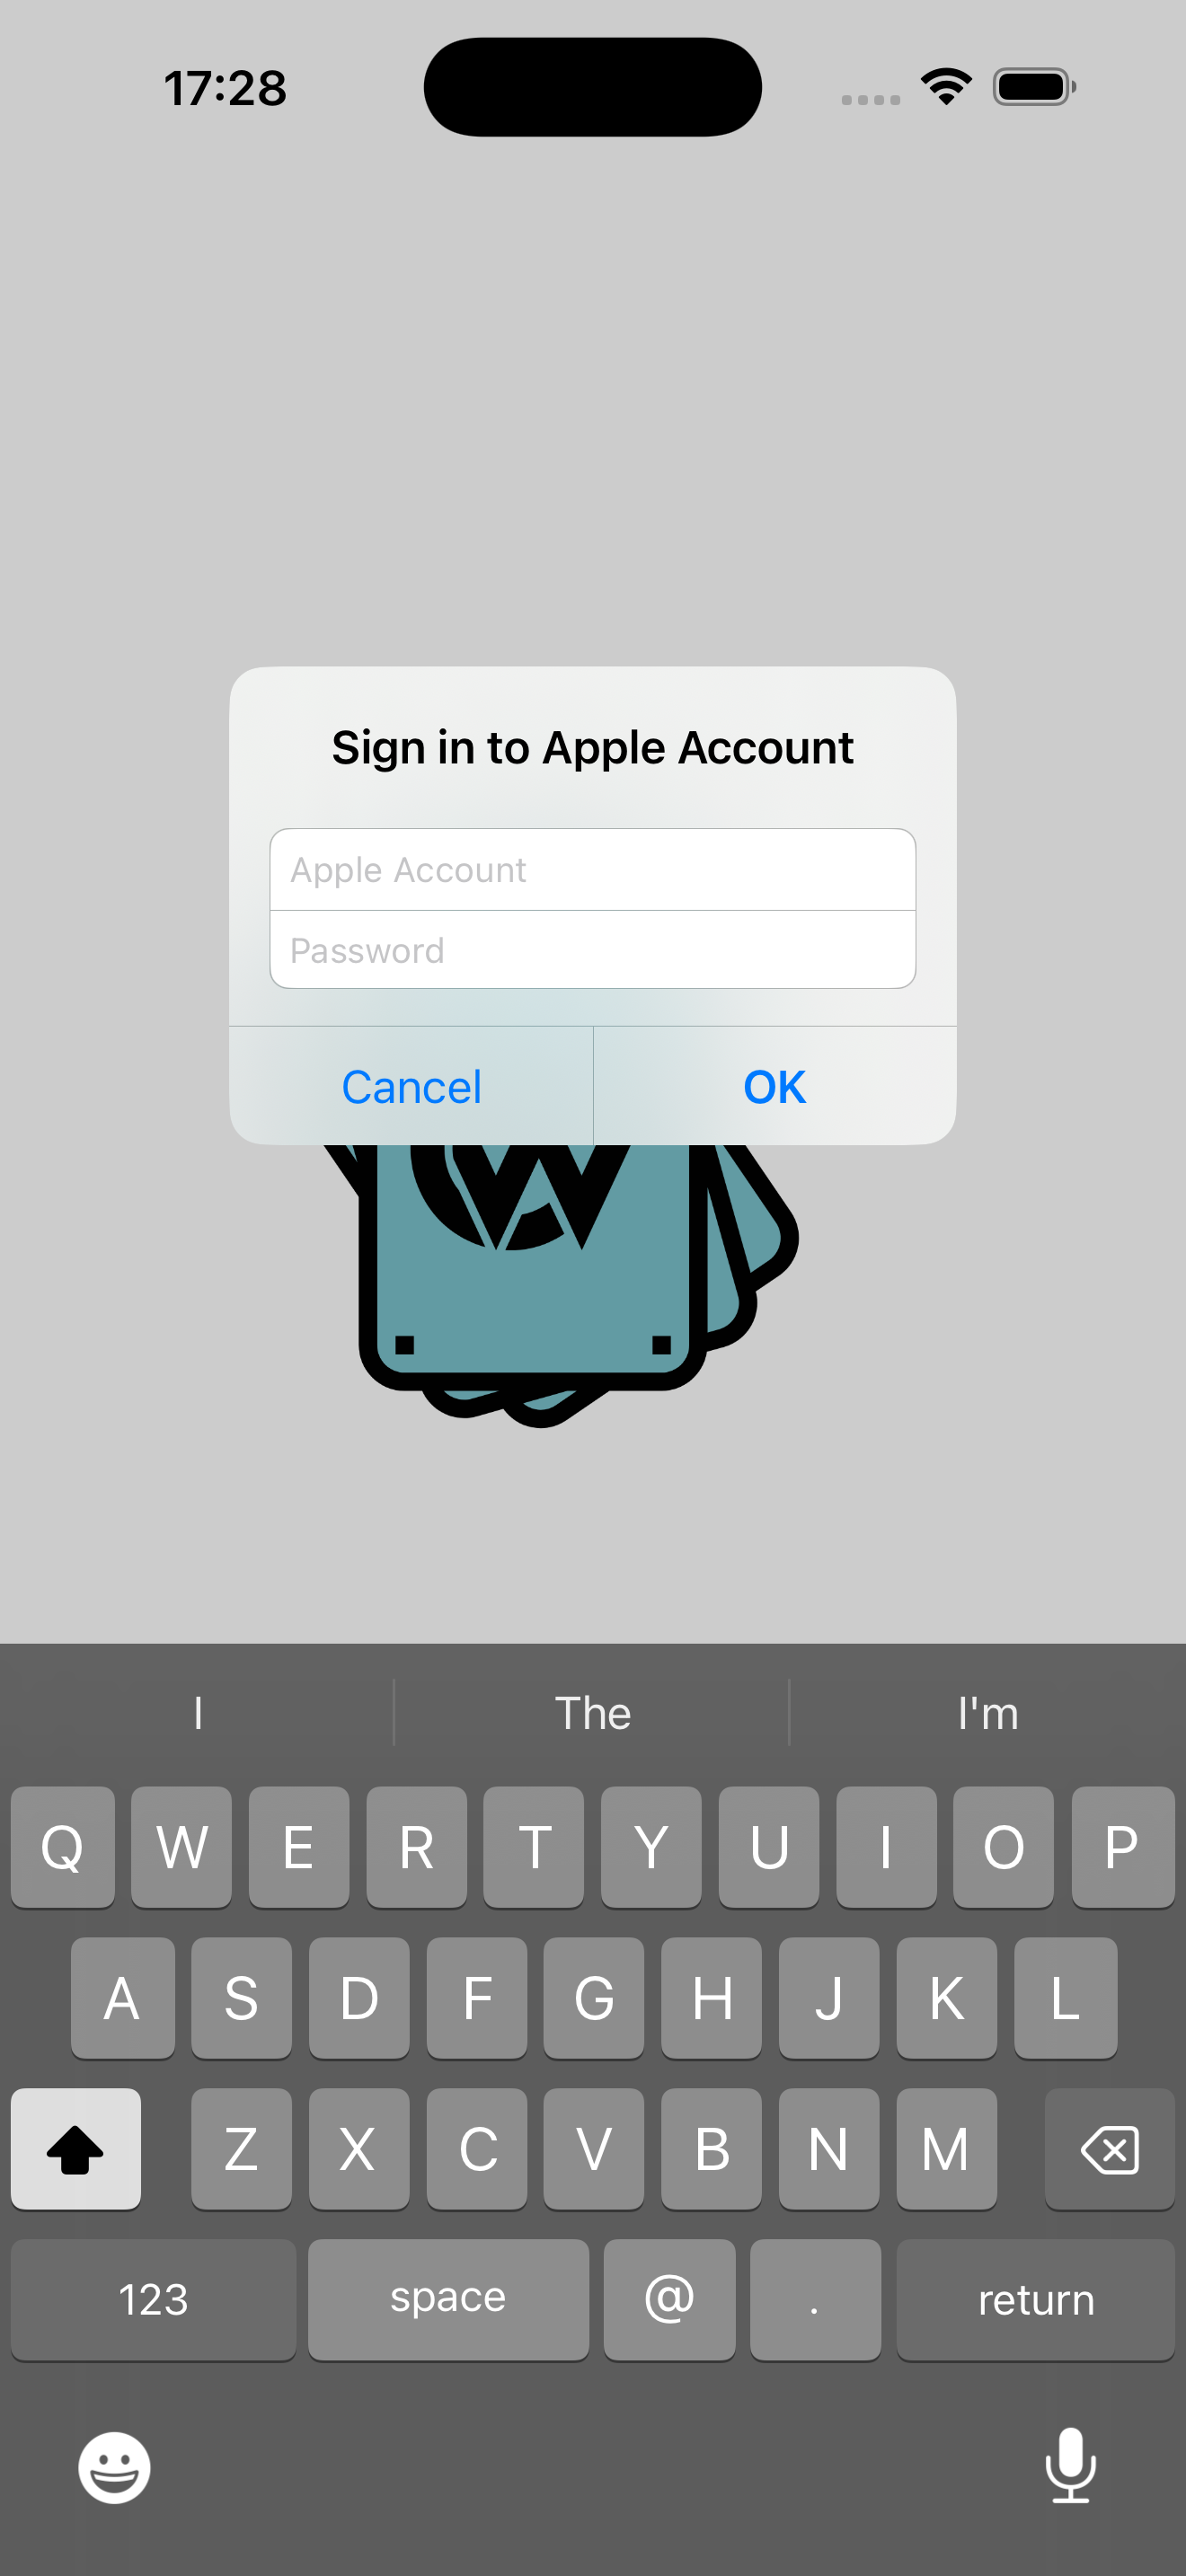 17:28
Sign in to Apple Account
Apple Account
Password
Cancel OK
W
I The I'm
Q W E R T Y U I O P
A S D F G H J K L
Z X C V B N M
123 space @ . return